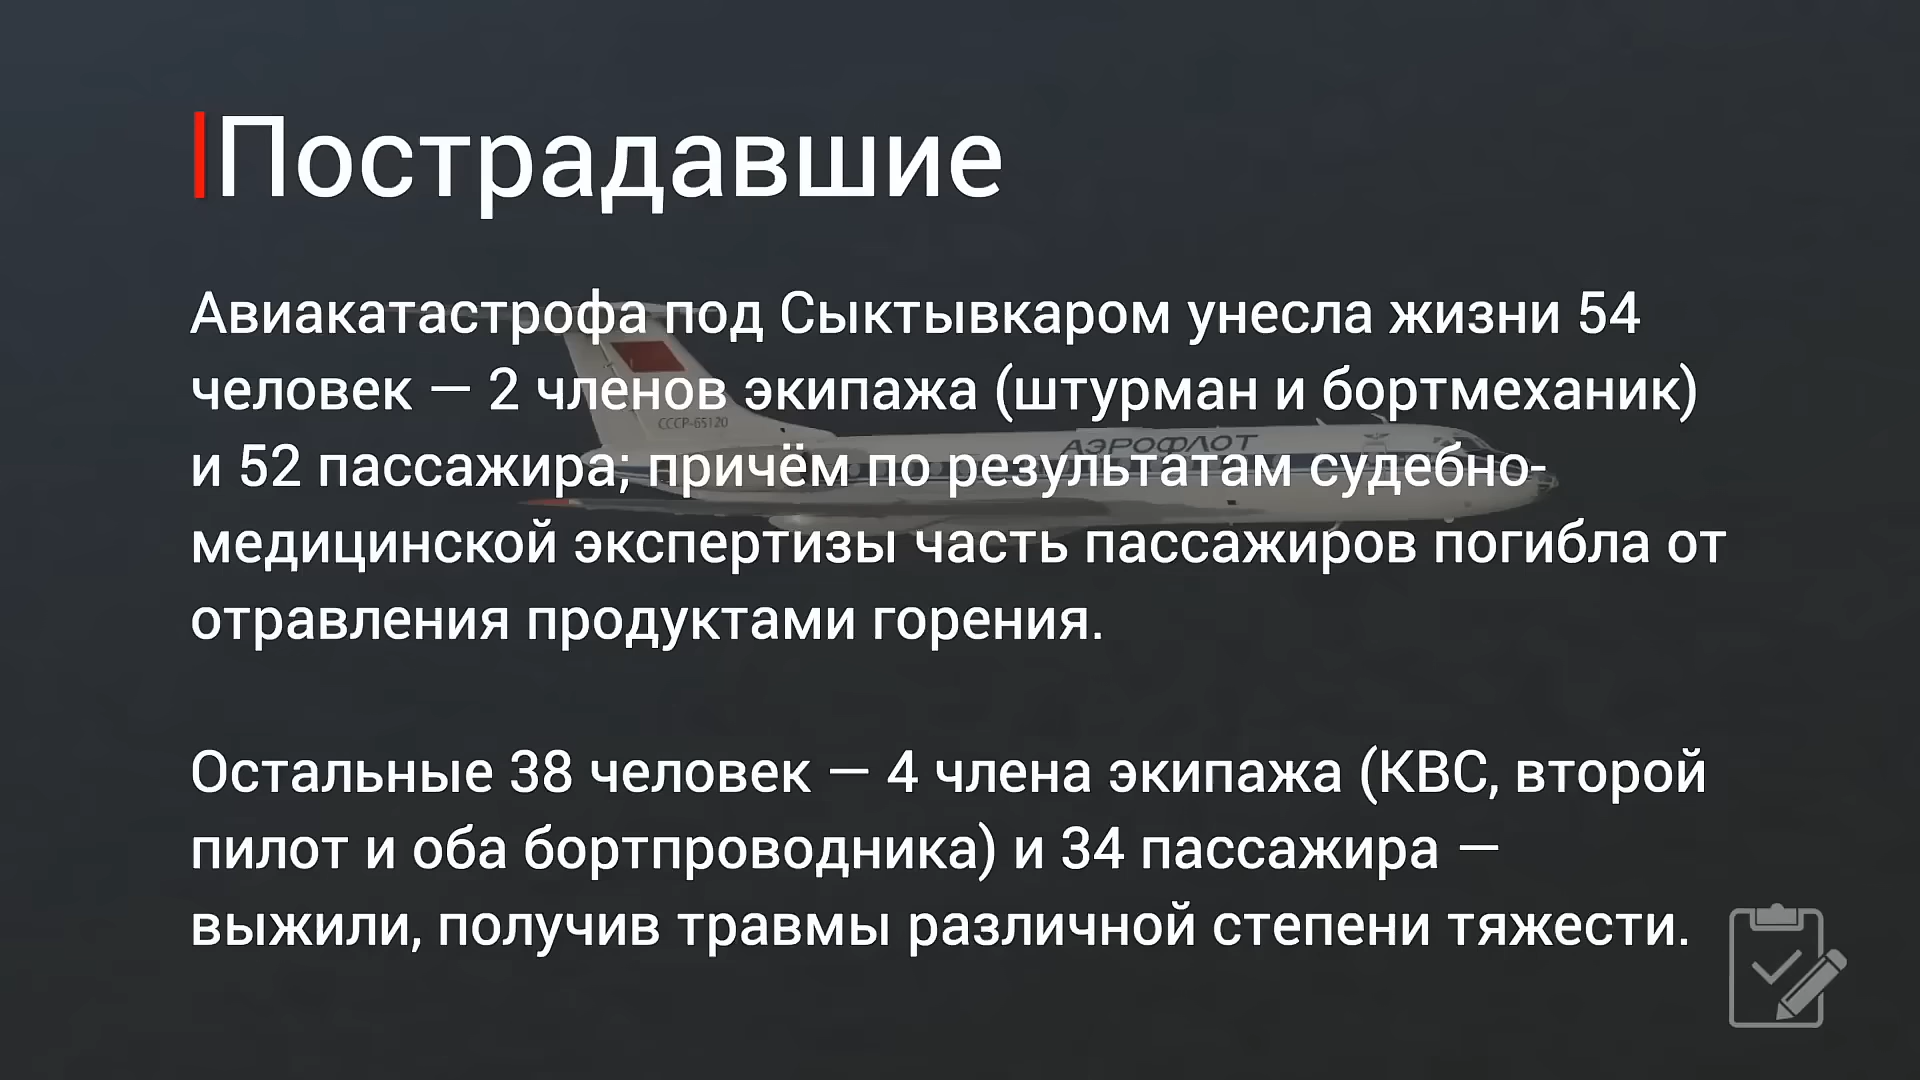 Пострадавшие
Авиакатастрофа под Сыктывкаром унесла жизни 54
человек — 2 членов экипажа (штурман и бортмеханик)
и 52 пассажира; причём по результатам судебно-
медицинской экспертизы часть пассажиров погибла от
отравления продуктами горения.
Остальные 38 человек — 4 члена экипажа (КВС, второй
пилот и оба бортпроводника) и 34 пассажира —
выжили, получив травмы различной степени тяжести.
СССР-65120
АЭРОФЛОТ